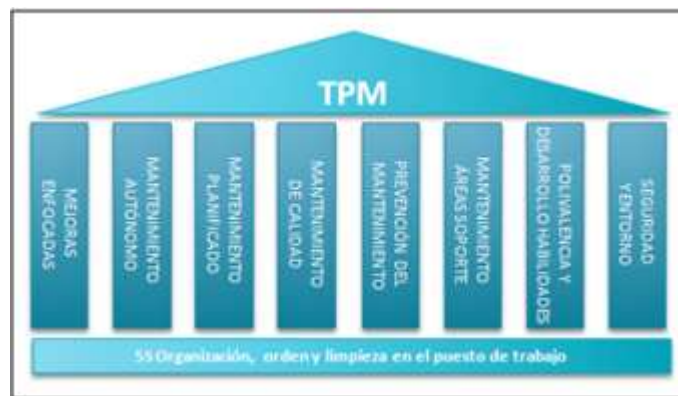 TPM
MEJORAS
ENFOCADAS
MANTENIMIENTO
AUTÓNOMO
MANTENIMIENTO
PLANIFICADO
MANTENIMIENTO
DE CALIDAD
PREVENCIÓN DEL
MANTENIMIENTO
MANTENIMIENTO
ÁREAS SOPORTE
POLIVALENCIA Y
DESARROLLO HABILIDADES
SEGURIDAD
Y ENTORNO
5S Organización, orden y limpieza en el puesto de trabajo